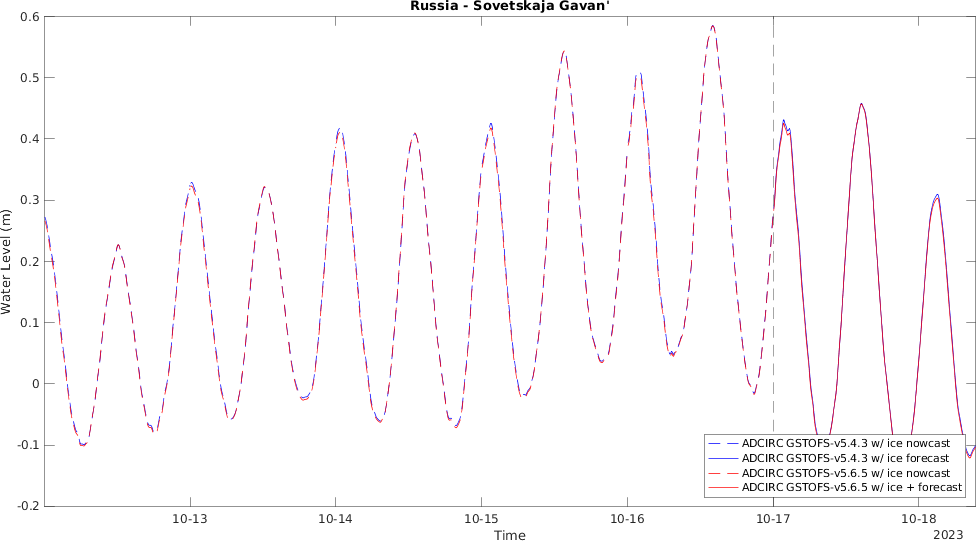 Russia - Sovetskaja Gavan'
0.6
0.5
0.4
0.3
0.2
0.1
0
-0.1
-0.2
Water Level (m)
10-13
10-14
10-15
10-16
10-17
10-18
Time
2023
ADCIRC GSTOFS-v5.4.3 w/ ice nowcast
ADCIRC GSTOFS-v5.4.3 w/ ice forecast
ADCIRC GSTOFS-v5.6.5 w/ ice nowcast
ADCIRC GSTOFS-v5.6.5 w/ ice + forecast